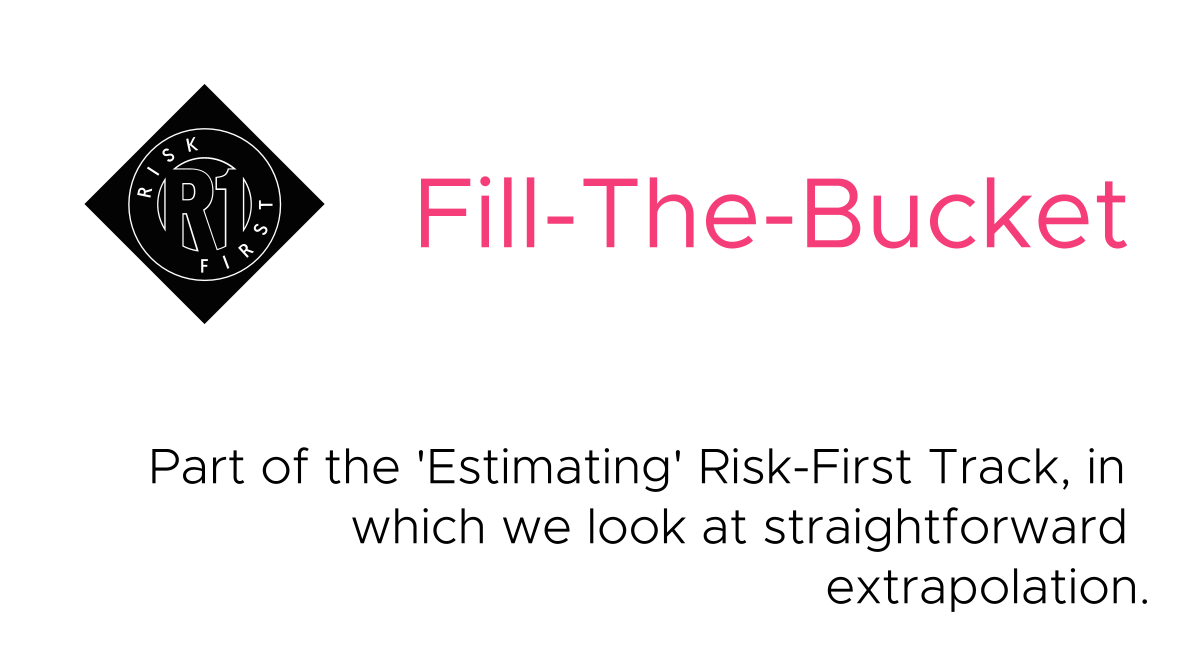 RISK
R1
FIRST
Fill-The-Bucket
Part of the 'Estimating' Risk-First Track, in
which we look at straightforward
extrapolation.